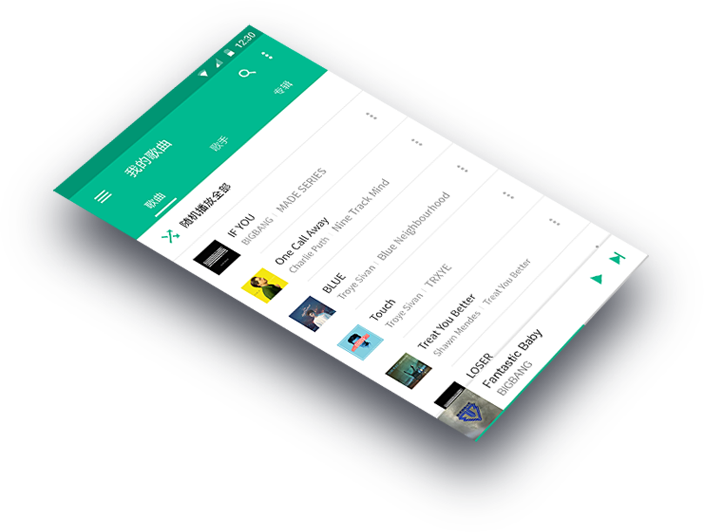 12:30
我的歌曲
歌曲 歌手 专辑
随机播放全部
IF YOU
BIGBANG | MADE SERIES
One Call Away
Charlie Puth | Nine Track Mind
BLUE
Troye Sivan | Blue Neighbourhood
Touch
Troye Sivan | TRXYE
Treat You Better
Shawn Mendes | Treat You Better
LOSER
Fantastic Baby
BIGBANG